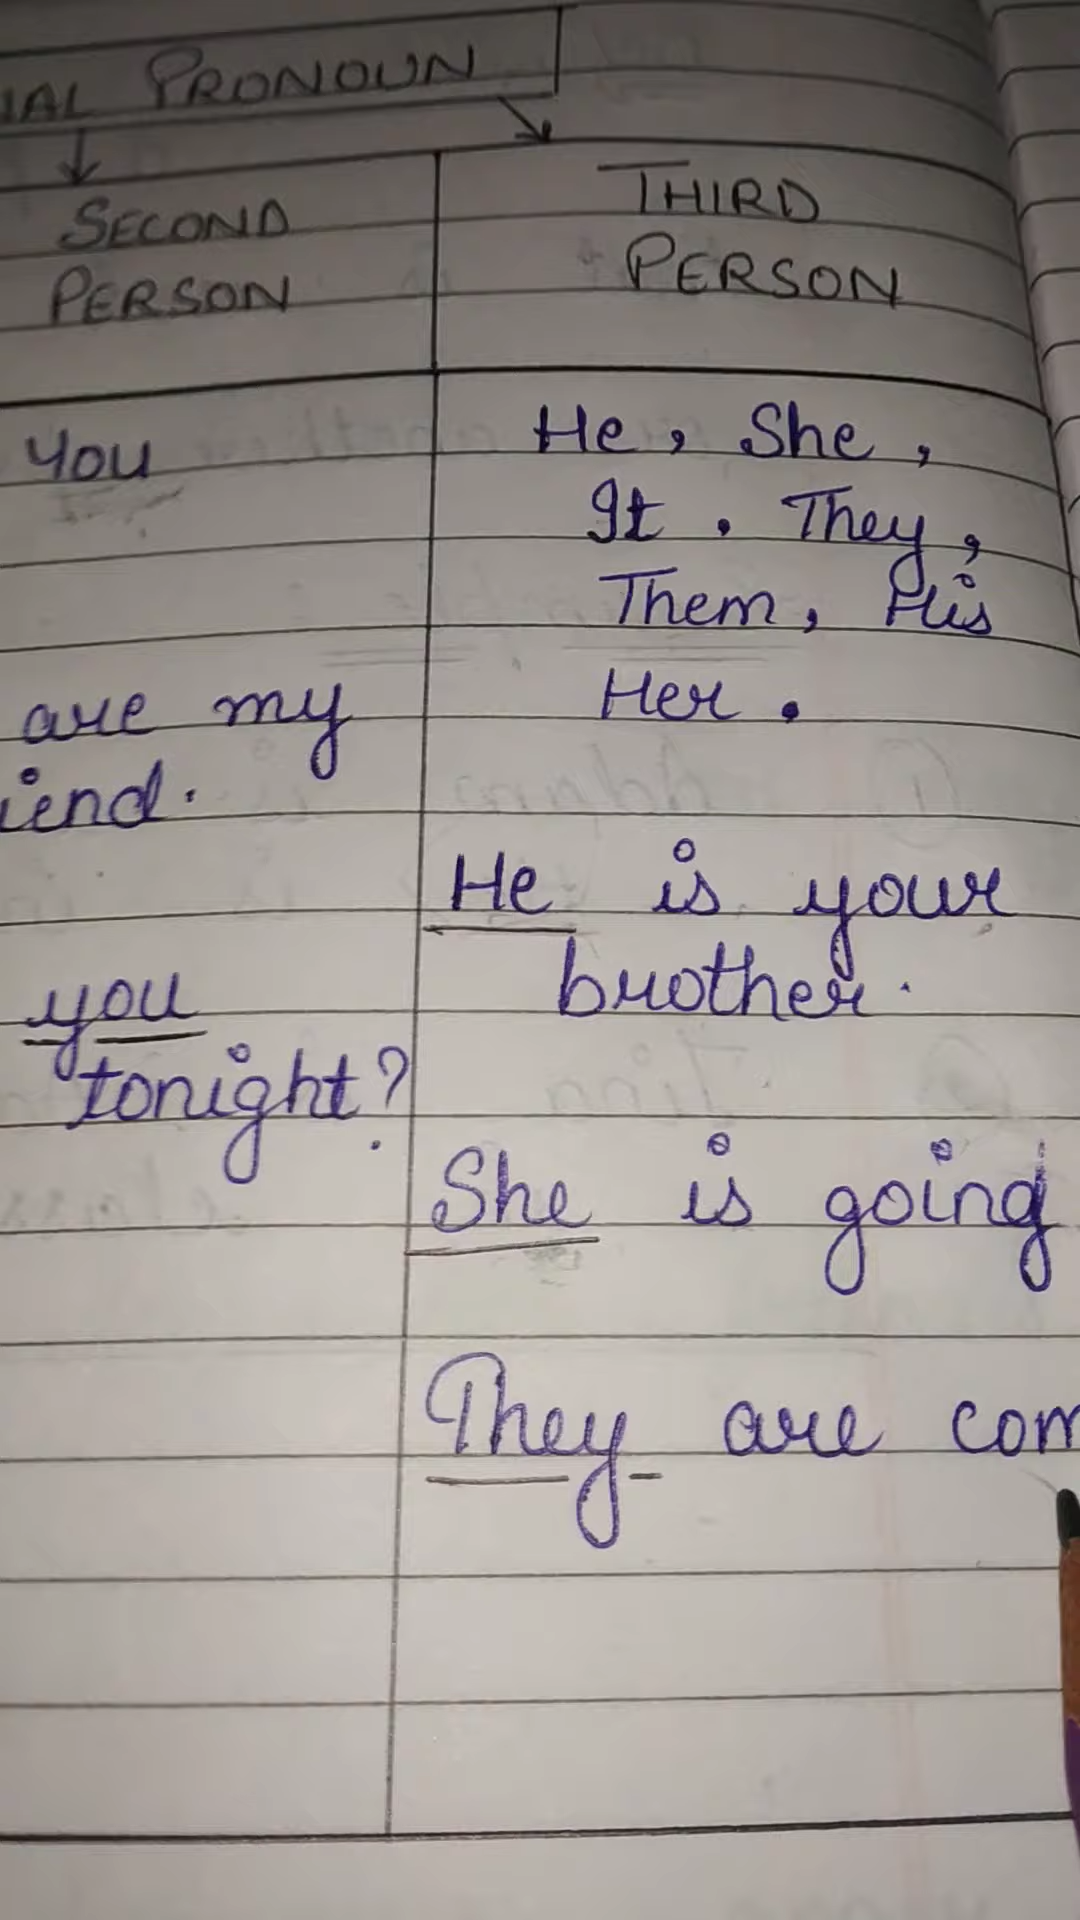 IAL PRONOUN
SECOND
PERSON
you
are my
iend.
you
tonight?
THIRD
PERSON
He, She,
It. They,
Them, His
Her.
He is your
brother.
She is going
They are com